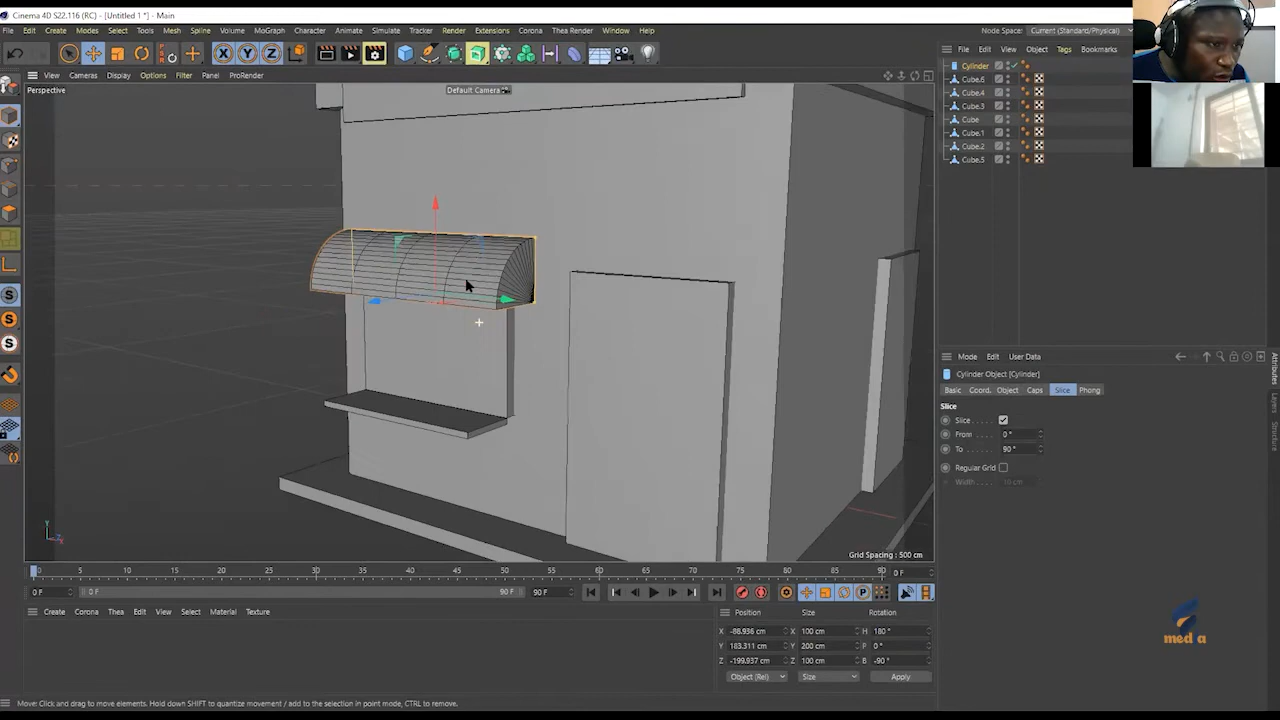 Cinema 4D S22.116 (RC) - [Untitled 1 *] - Main
File Edit Create Modes Select Tools Mesh Spline Volume MoGraph Character Animate Simulate Tracker Render Extensions Corona Thea Window Help
Node Space: Current (Standard/Physical)
View Cameras Display Options Filter Panel ProRender
File Edit View Object Tags Bookmarks
Perspective
Default Camera
Cylinder
Cube.6
Cube.4
Cube.3
Cube
Cube.1
Cube.2
Cube.5
Mode Edit User Data
Cylinder Object [Cylinder]
Basic Coord. Object Caps Slice Phong
Slice
Slice
From 0 °
To 90 °
Regular Grid
Width 10 cm
Y
X
Grid Spacing : 500 cm
0 5 10 15 20 25 30 35 40 45 50 55 60 65 70 75 80 85 90 0 F
0 F 0 F 90 F 90 F
Create Corona Thea Edit View Select Material Texture
Position Size Rotation
X -88.936 cm X 100 cm H 180 °
Y 183.311 cm Y 200 cm P 0 °
Z -199.937 cm Z 100 cm B -90 °
Object (Rel) Size Apply
Attributes
Layers
Structure
med a
Move: Click and drag to move elements. Hold down SHIFT to quantize movement / add to the selection in point mode, CTRL to remove.